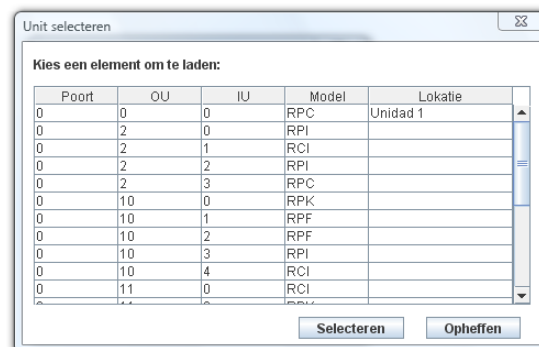 Unit selecteren
Kies een element om te laden:
Poort OU IU Model Lokatie
0 0 0 RPC Unidad 1
0 2 0 RPI
0 2 1 RCI
0 2 2 RPI
0 2 3 RPC
0 10 0 RPK
0 10 1 RPF
0 10 2 RPF
0 10 3 RPI
0 10 4 RCI
0 11 0 RCI
Selecteren Opheffen